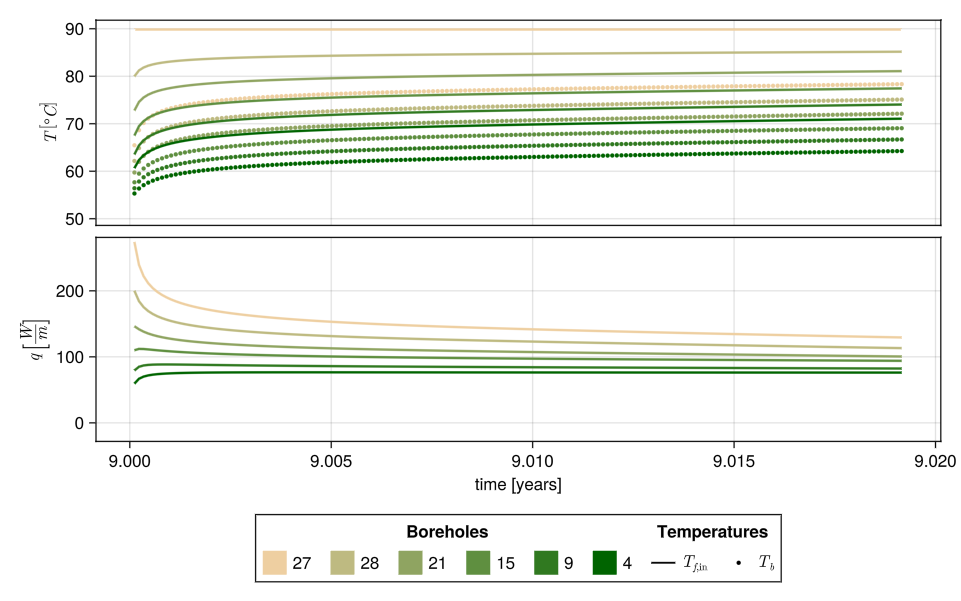 90
80
70
60
50
T [°C]
200
100
0
q [W/m]
9.000 9.005 9.010 9.015 9.020
time [years]
Boreholes Temperatures
27 28 21 15 9 4 T_{f,in} T_b